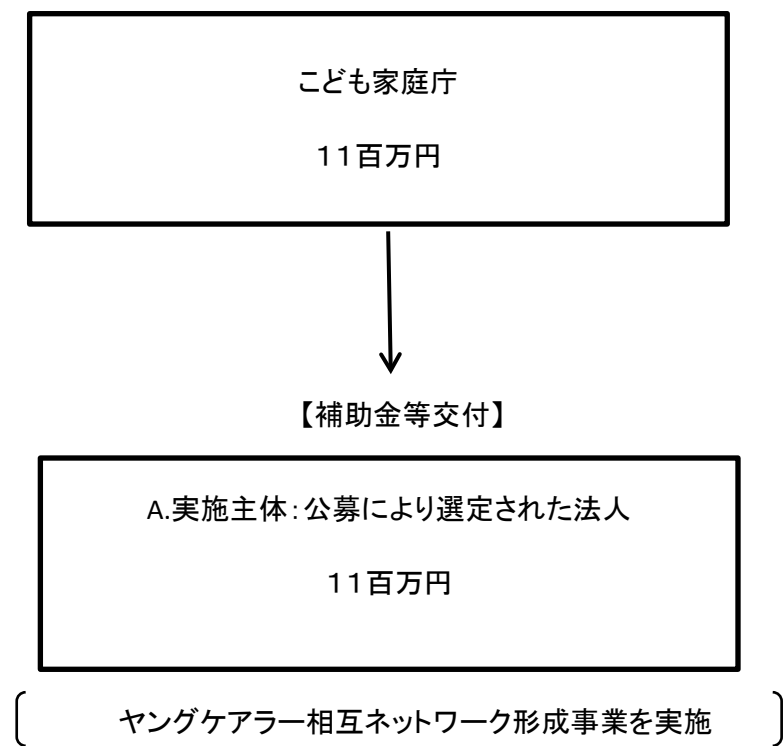 こども家庭庁
１１百万円
【補助金等交付】
A.実施主体：公募により選定された法人
１１百万円
ヤングケアラー相互ネットワーク形成事業を実施